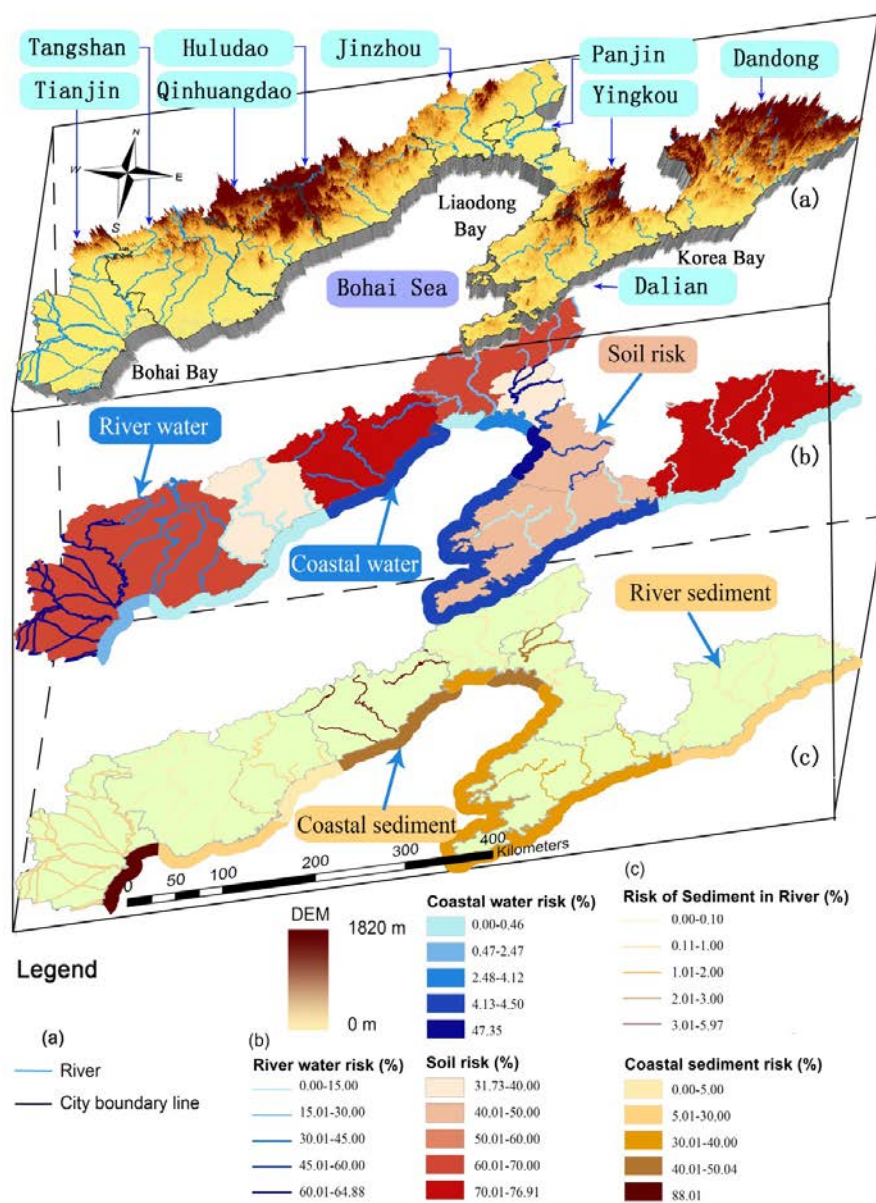 Tangshan
Huludao
Jinzhou
Panjin
Dandong
Tianjin
Qinhuangdao
Yingkou
N
W
E
S
(a)
Liaodong
Bay
Korea Bay
Bohai Sea
Dalian
Bohai Bay
Soil risk
River water
(b)
Coastal water
River sediment
(c)
Coastal sediment
0 50 100 200 300 400
Kilometers
Legend
DEM
1820 m
0 m
(a)
River
City boundary line
(b)
River water risk (%)
0.00-15.00
15.01-30.00
30.01-45.00
45.01-60.00
60.01-64.88
Coastal water risk (%)
0.00-0.46
0.47-2.47
2.48-4.12
4.13-4.50
47.35
Soil risk (%)
31.73-40.00
40.01-50.00
50.01-60.00
60.01-70.00
70.01-76.91
(c)
Risk of Sediment in River (%)
0.00-0.10
0.11-1.00
1.01-2.00
2.01-3.00
3.01-5.97
Coastal sediment risk (%)
0.00-5.00
5.01-30.00
30.01-40.00
40.01-50.04
88.01